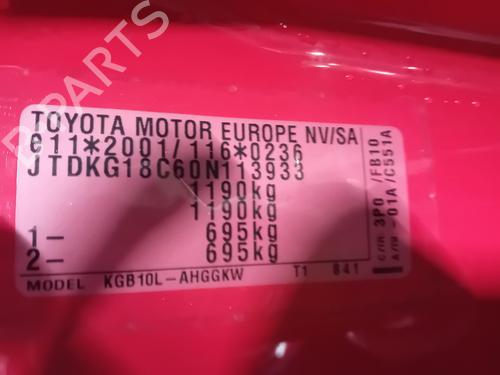 B-PARTS
TOYOTA MOTOR EUROPE NV/SA
e11*2001/116*0236
JTDKG18C60N113933
1190kg
1190kg
1- 695kg
2- 695kg
MODEL KGB10L-AHGGKW T1 841
C/TR 3P0 /FB10
A/TM -01A /C551A